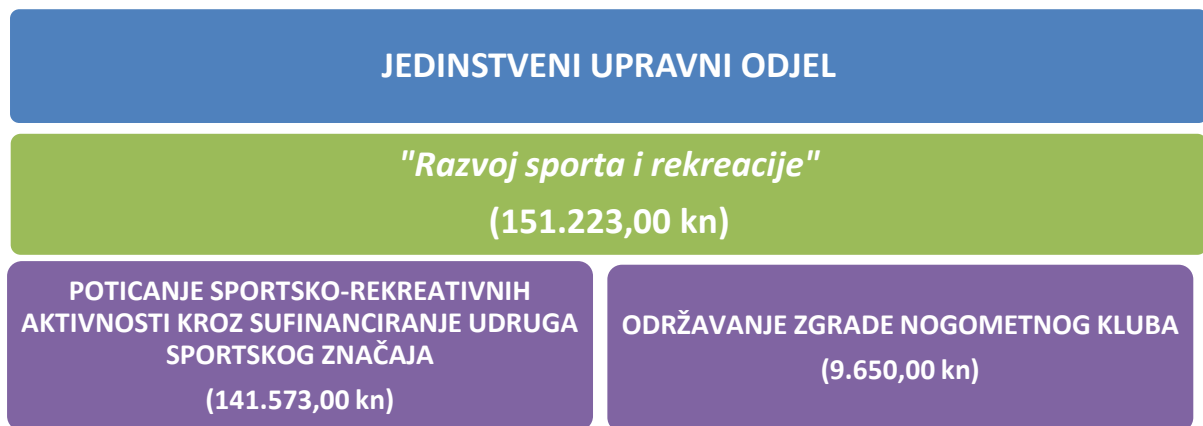 JEDINSTVENI UPRAVNI ODJEL
"Razvoj sporta i rekreacije"
(151.223,00 kn)
POTICANJE SPORTSKO-REKREATIVNIH
AKTIVNOSTI KROZ SUFINANCIRANJE UDRUGA
SPORTSKOG ZNAČAJA
(141.573,00 kn)
ODRŽAVANJE ZGRADE NOGOMETNOG KLUBA
(9.650,00 kn)